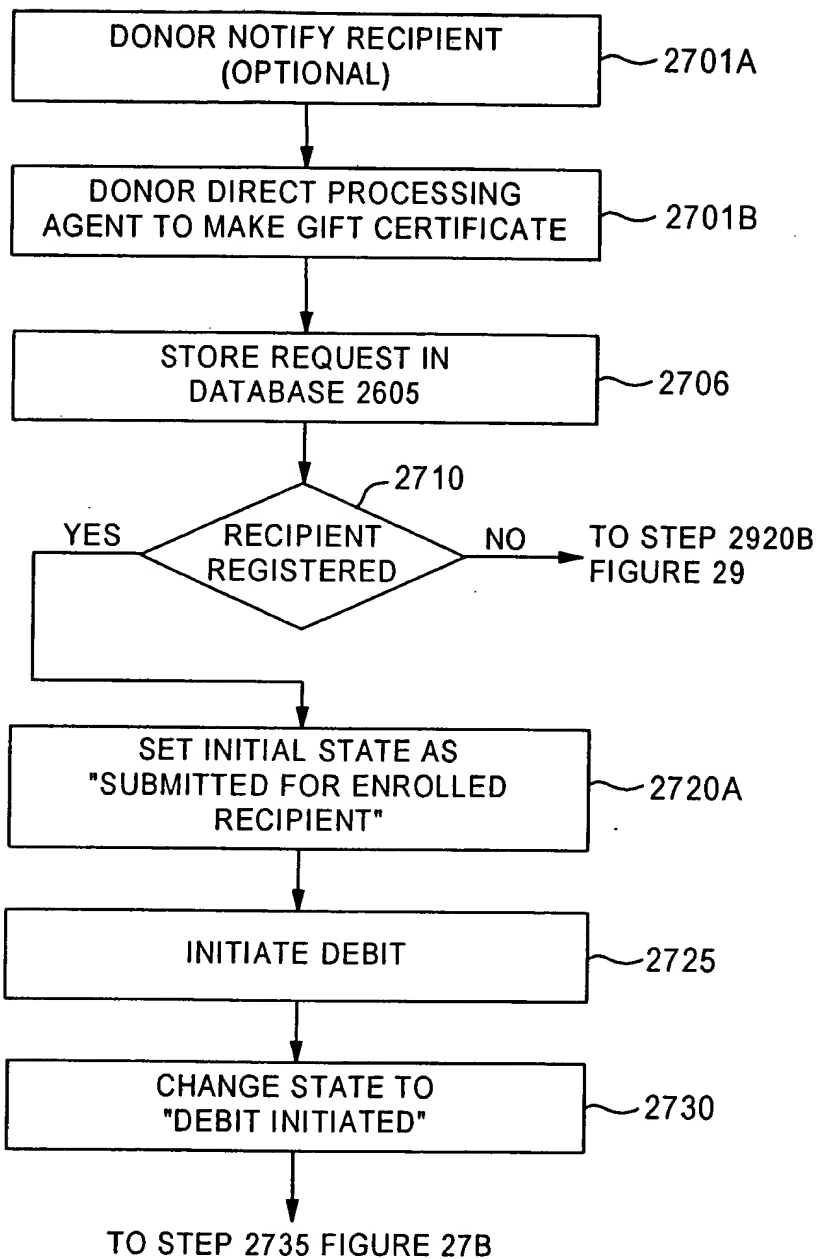 DONOR NOTIFY RECIPIENT
(OPTIONAL)
2701A
DONOR DIRECT PROCESSING
AGENT TO MAKE GIFT CERTIFICATE
2701B
STORE REQUEST IN
DATABASE 2605
2706
2710
YES
RECIPIENT
REGISTERED
NO
TO STEP 2920B
FIGURE 29
SET INITIAL STATE AS
"SUBMITTED FOR ENROLLED
RECIPIENT"
2720A
INITIATE DEBIT
2725
CHANGE STATE TO
"DEBIT INITIATED"
2730
TO STEP 2735 FIGURE 27B